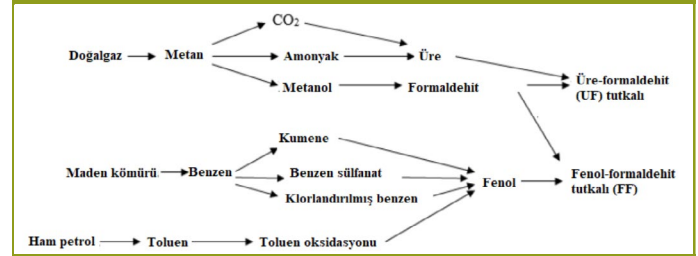 CO2
Doğalgaz Metan Amonyak Üre
Metanol Formaldehit
Üre-formaldehit
(UF) tutkalı
Kumene
Maden kömürü Benzen Benzen sülfanat
Klorlandırılmış benzen
Fenol
Fenol-formaldehit
tutkalı (FF)
Ham petrol Toluen Toluen oksidasyonu